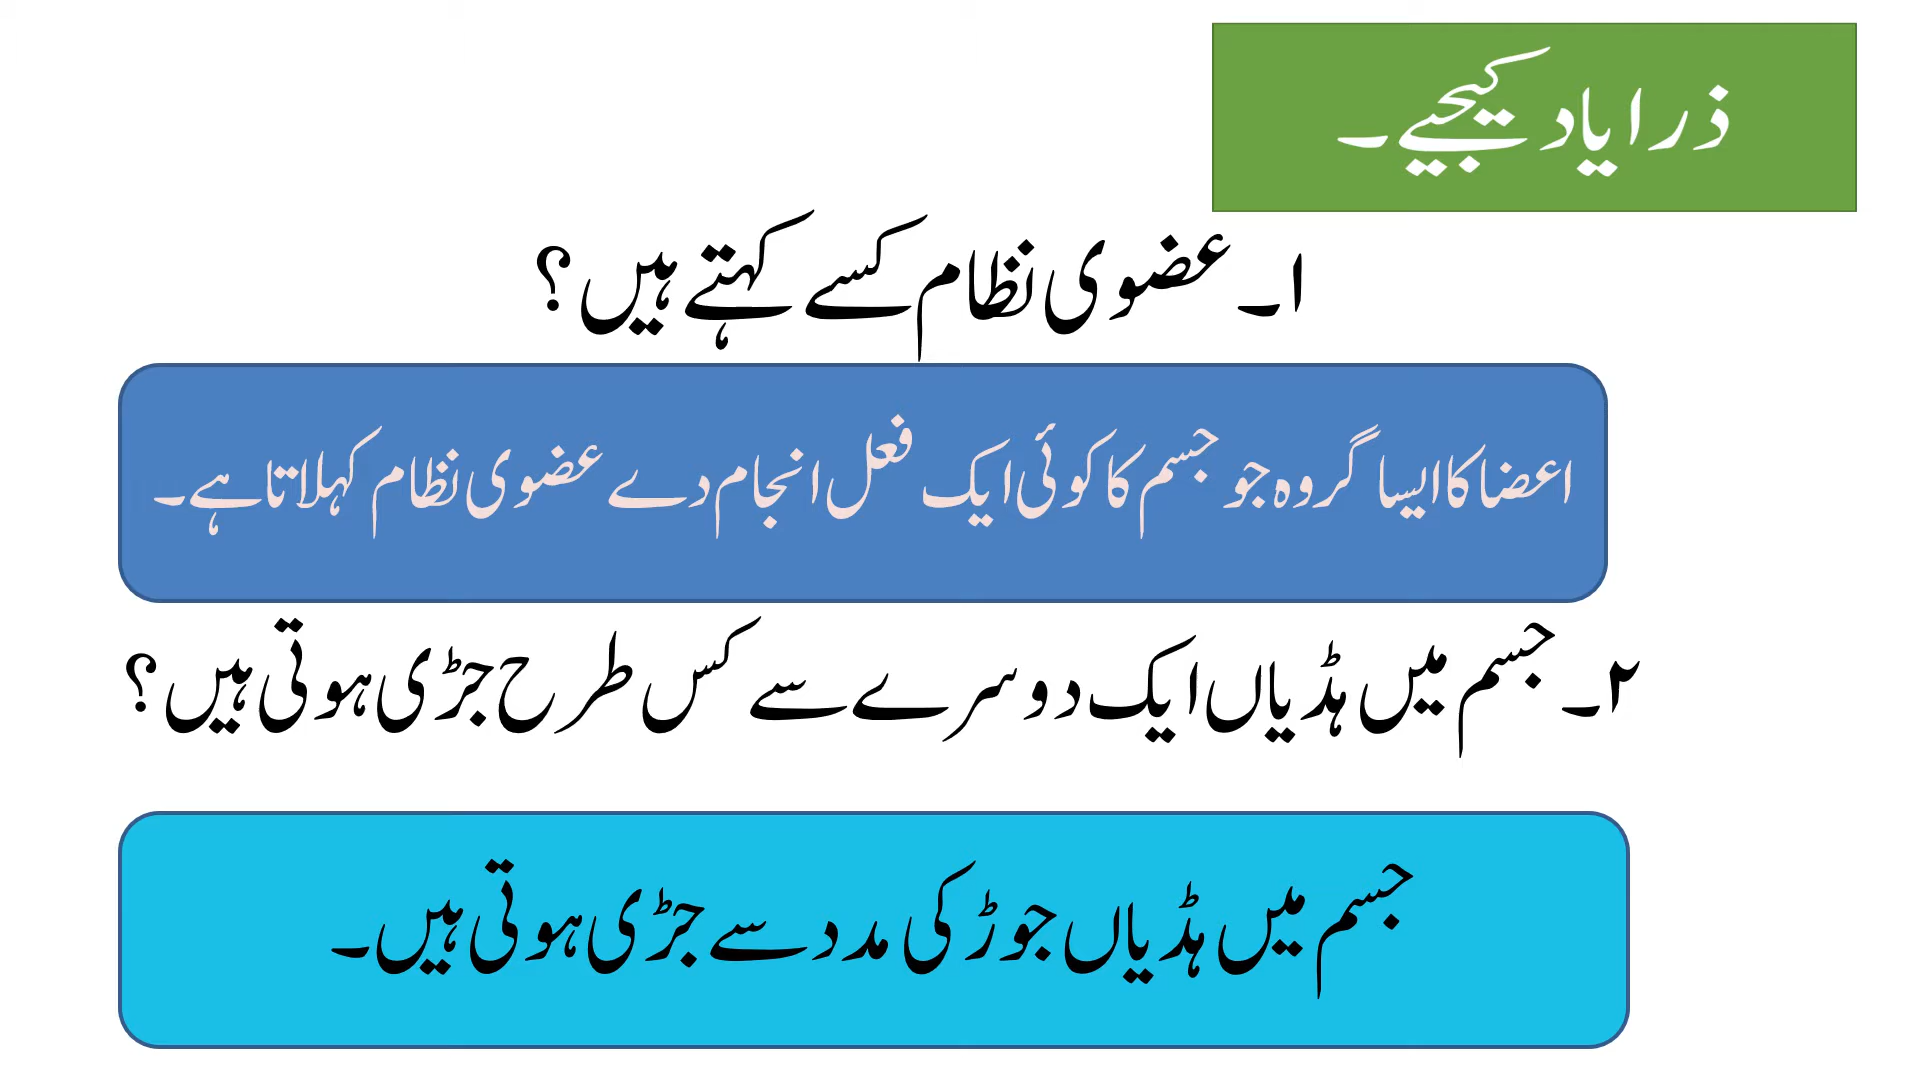 ذرا یاد کیجیے۔
۱۔ عضوی نظام کسے کہتے ہیں؟
اعضا کا ایسا گروہ جو جسم کا کوئی ایک فعل انجام دے عضوی نظام کہلاتا ہے۔
۲۔ جسم میں ہڈیاں ایک دوسرے سے کس طرح جڑی ہوتی ہیں؟
جسم میں ہڈیاں جوڑ کی مدد سے جڑی ہوتی ہیں۔